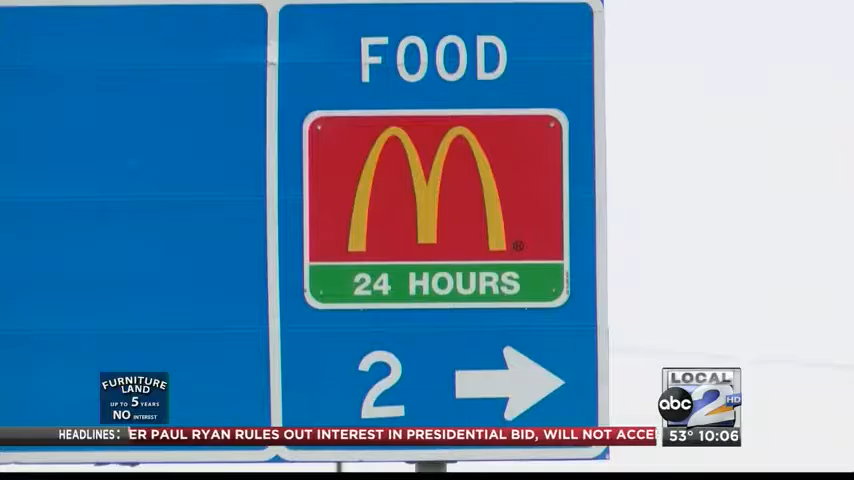 FOOD
M
®
24 HOURS
2
FURNITURE
LAND
UP TO 5 YEARS
NO INTEREST
LOCAL
abc 2 HD
HEADLINES: ER PAUL RYAN RULES OUT INTEREST IN PRESIDENTIAL BID, WILL NOT ACCE
53° 10:06